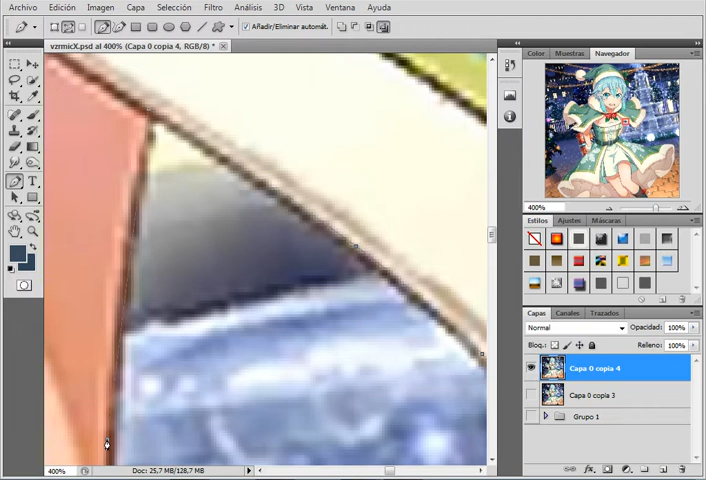 Archivo Edición Imagen Capa Selección Filtro Análisis 3D Vista Ventana Ayuda
Añadir/Eliminar automát.
vzrmicX.psd al 400% (Capa 0 copia 4, RGB/8) *
Color Muestras Navegador
400%
Estilos Ajustes Máscaras
Capas Canales Trazados
Normal Opacidad: 100%
Bloq.: Relleno: 100%
Capa 0 copia 4
Capa 0 copia 3
Grupo 1
400% Doc: 25,7 MB/128,7 MB